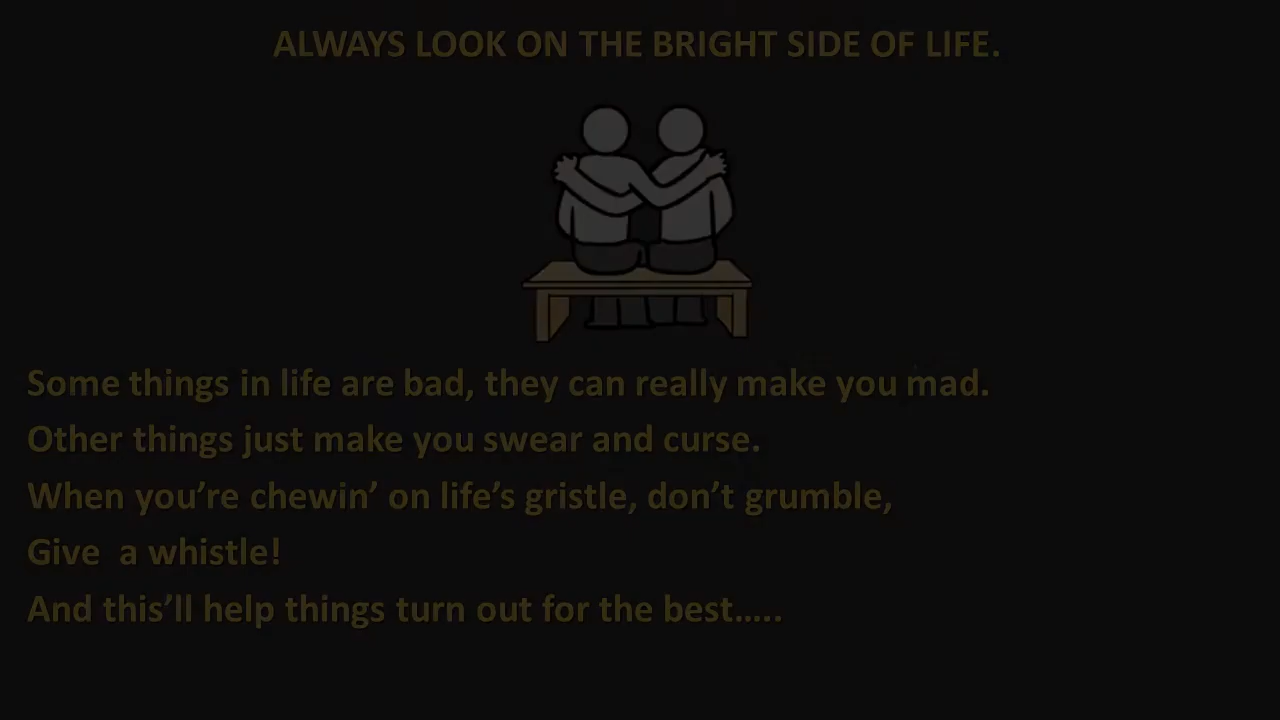 ALWAYS LOOK ON THE BRIGHT SIDE OF LIFE.
Some things in life are bad, they can really make you mad.
Other things just make you swear and curse.
When you’re chewin’ on life’s gristle, don’t grumble,
Give  a whistle!
And this’ll help things turn out for the best…..